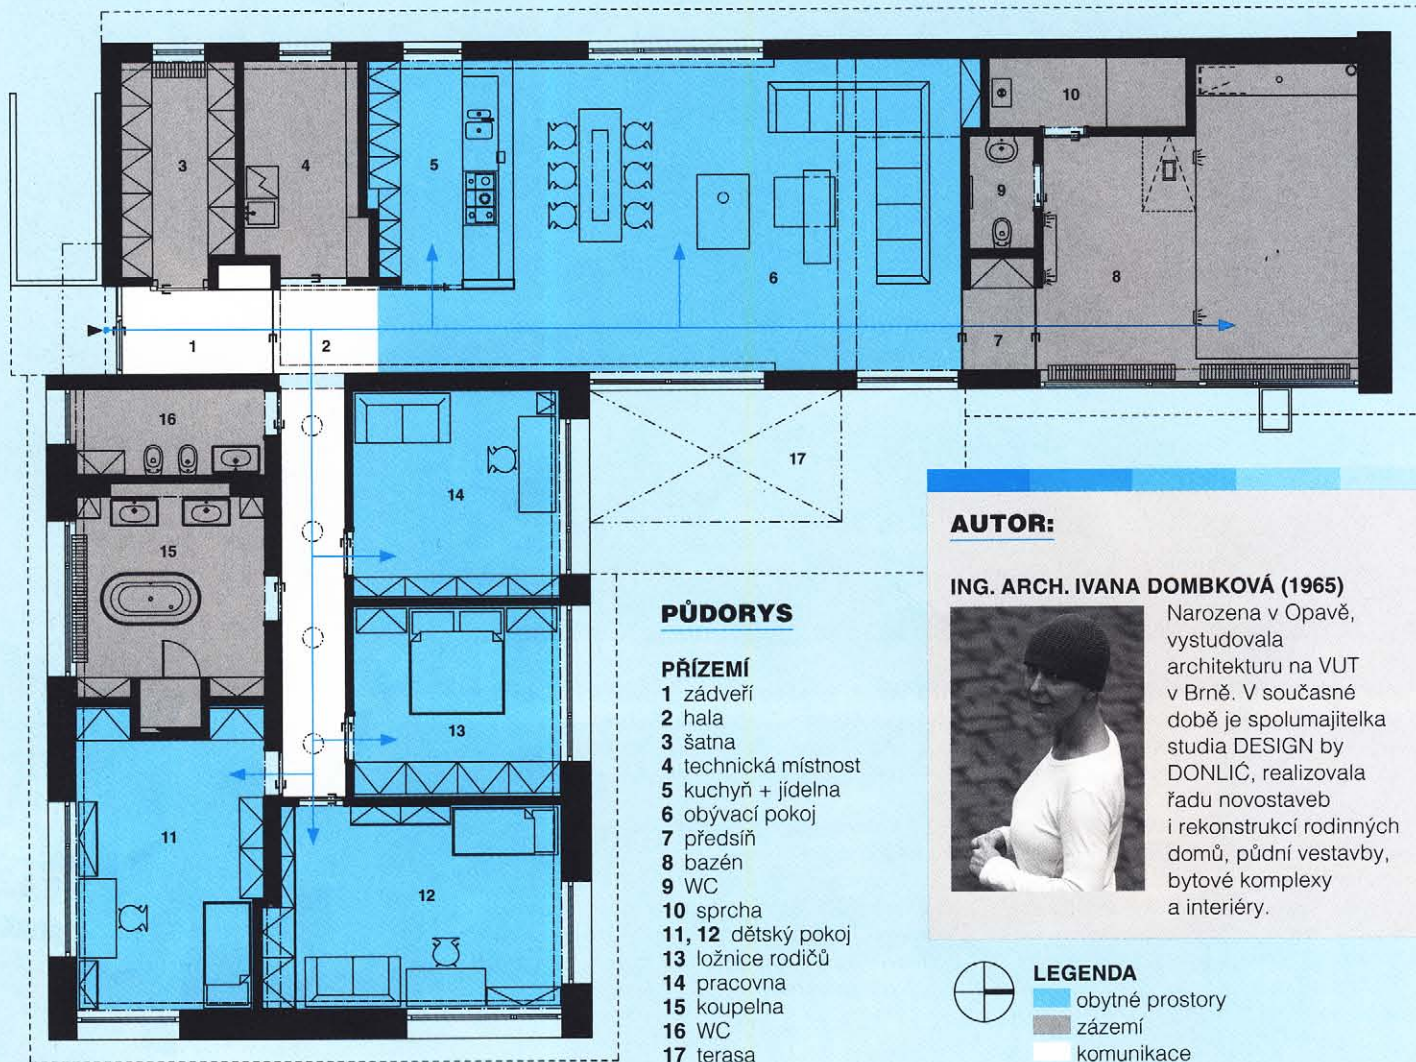 3
4
5
10
9
6
8
7
1
2
16
14
17
15
13
11
12
PŮDORYS
PŘÍZEMÍ
1 zádveří
2 hala
3 šatna
4 technická místnost
5 kuchyň + jídelna
6 obývací pokoj
7 předsíň
8 bazén
9 WC
10 sprcha
11, 12 dětský pokoj
13 ložnice rodičů
14 pracovna
15 koupelna
16 WC
17 terasa
AUTOR:
ING. ARCH. IVANA DOMBKOVÁ (1965)
Narozena v Opavě,
vystudovala
architekturu na VUT
v Brně. V současné
době je spolumajitelka
studia DESIGN by
DONLIĆ, realizovala
řadu novostaveb
i rekonstrukcí rodinných
domů, půdní vestavby,
bytové komplexy
a interiéry.
LEGENDA
obytné prostory
zázemí
komunikace